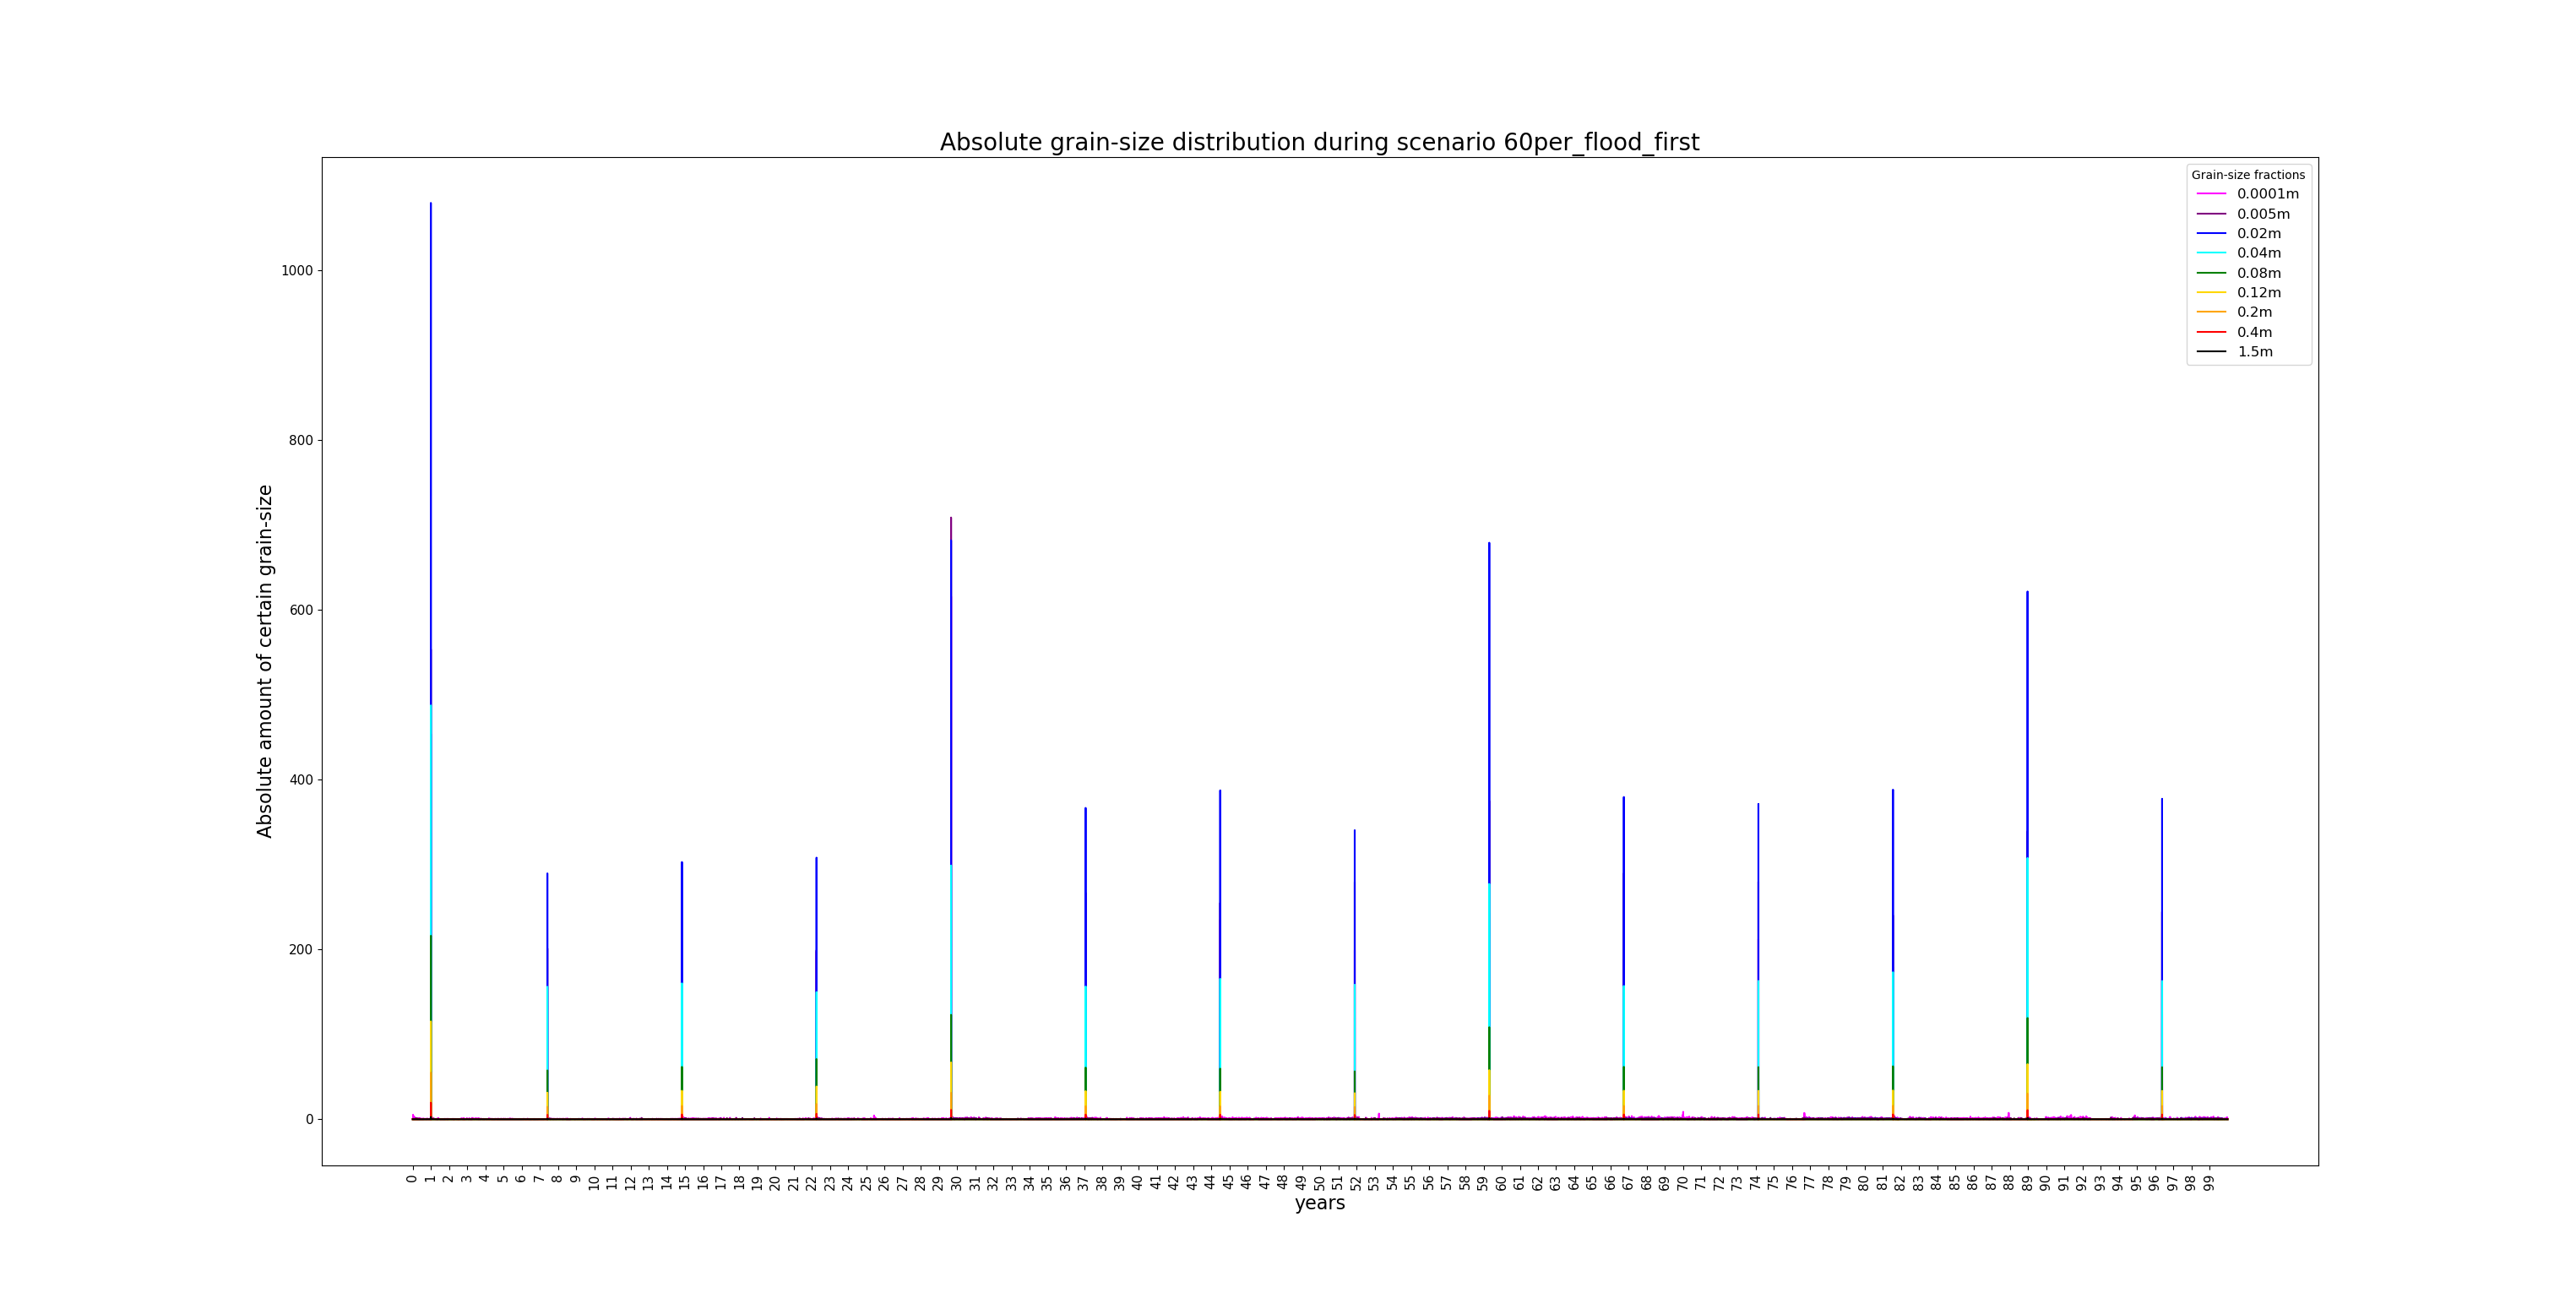 Absolute grain-size distribution during scenario 60per_flood_first
Grain-size fractions
0.0001m
0.005m
0.02m
0.04m
0.08m
0.12m
0.2m
0.4m
1.5m
Absolute amount of certain grain-size
1000
800
600
400
200
0
0 1 2 3 4 5 6 7 8 9 10 11 12 13 14 15 16 17 18 19 20 21 22 23 24 25 26 27 28 29 30 31 32 33 34 35 36 37 38 39 40 41 42 43 44 45 46 47 48 49 50 51 52 53 54 55 56 57 58 59 60 61 62 63 64 65 66 67 68 69 70 71 72 73 74 75 76 77 78 79 80 81 82 83 84 85 86 87 88 89 90 91 92 93 94 95 96 97 98 99
years